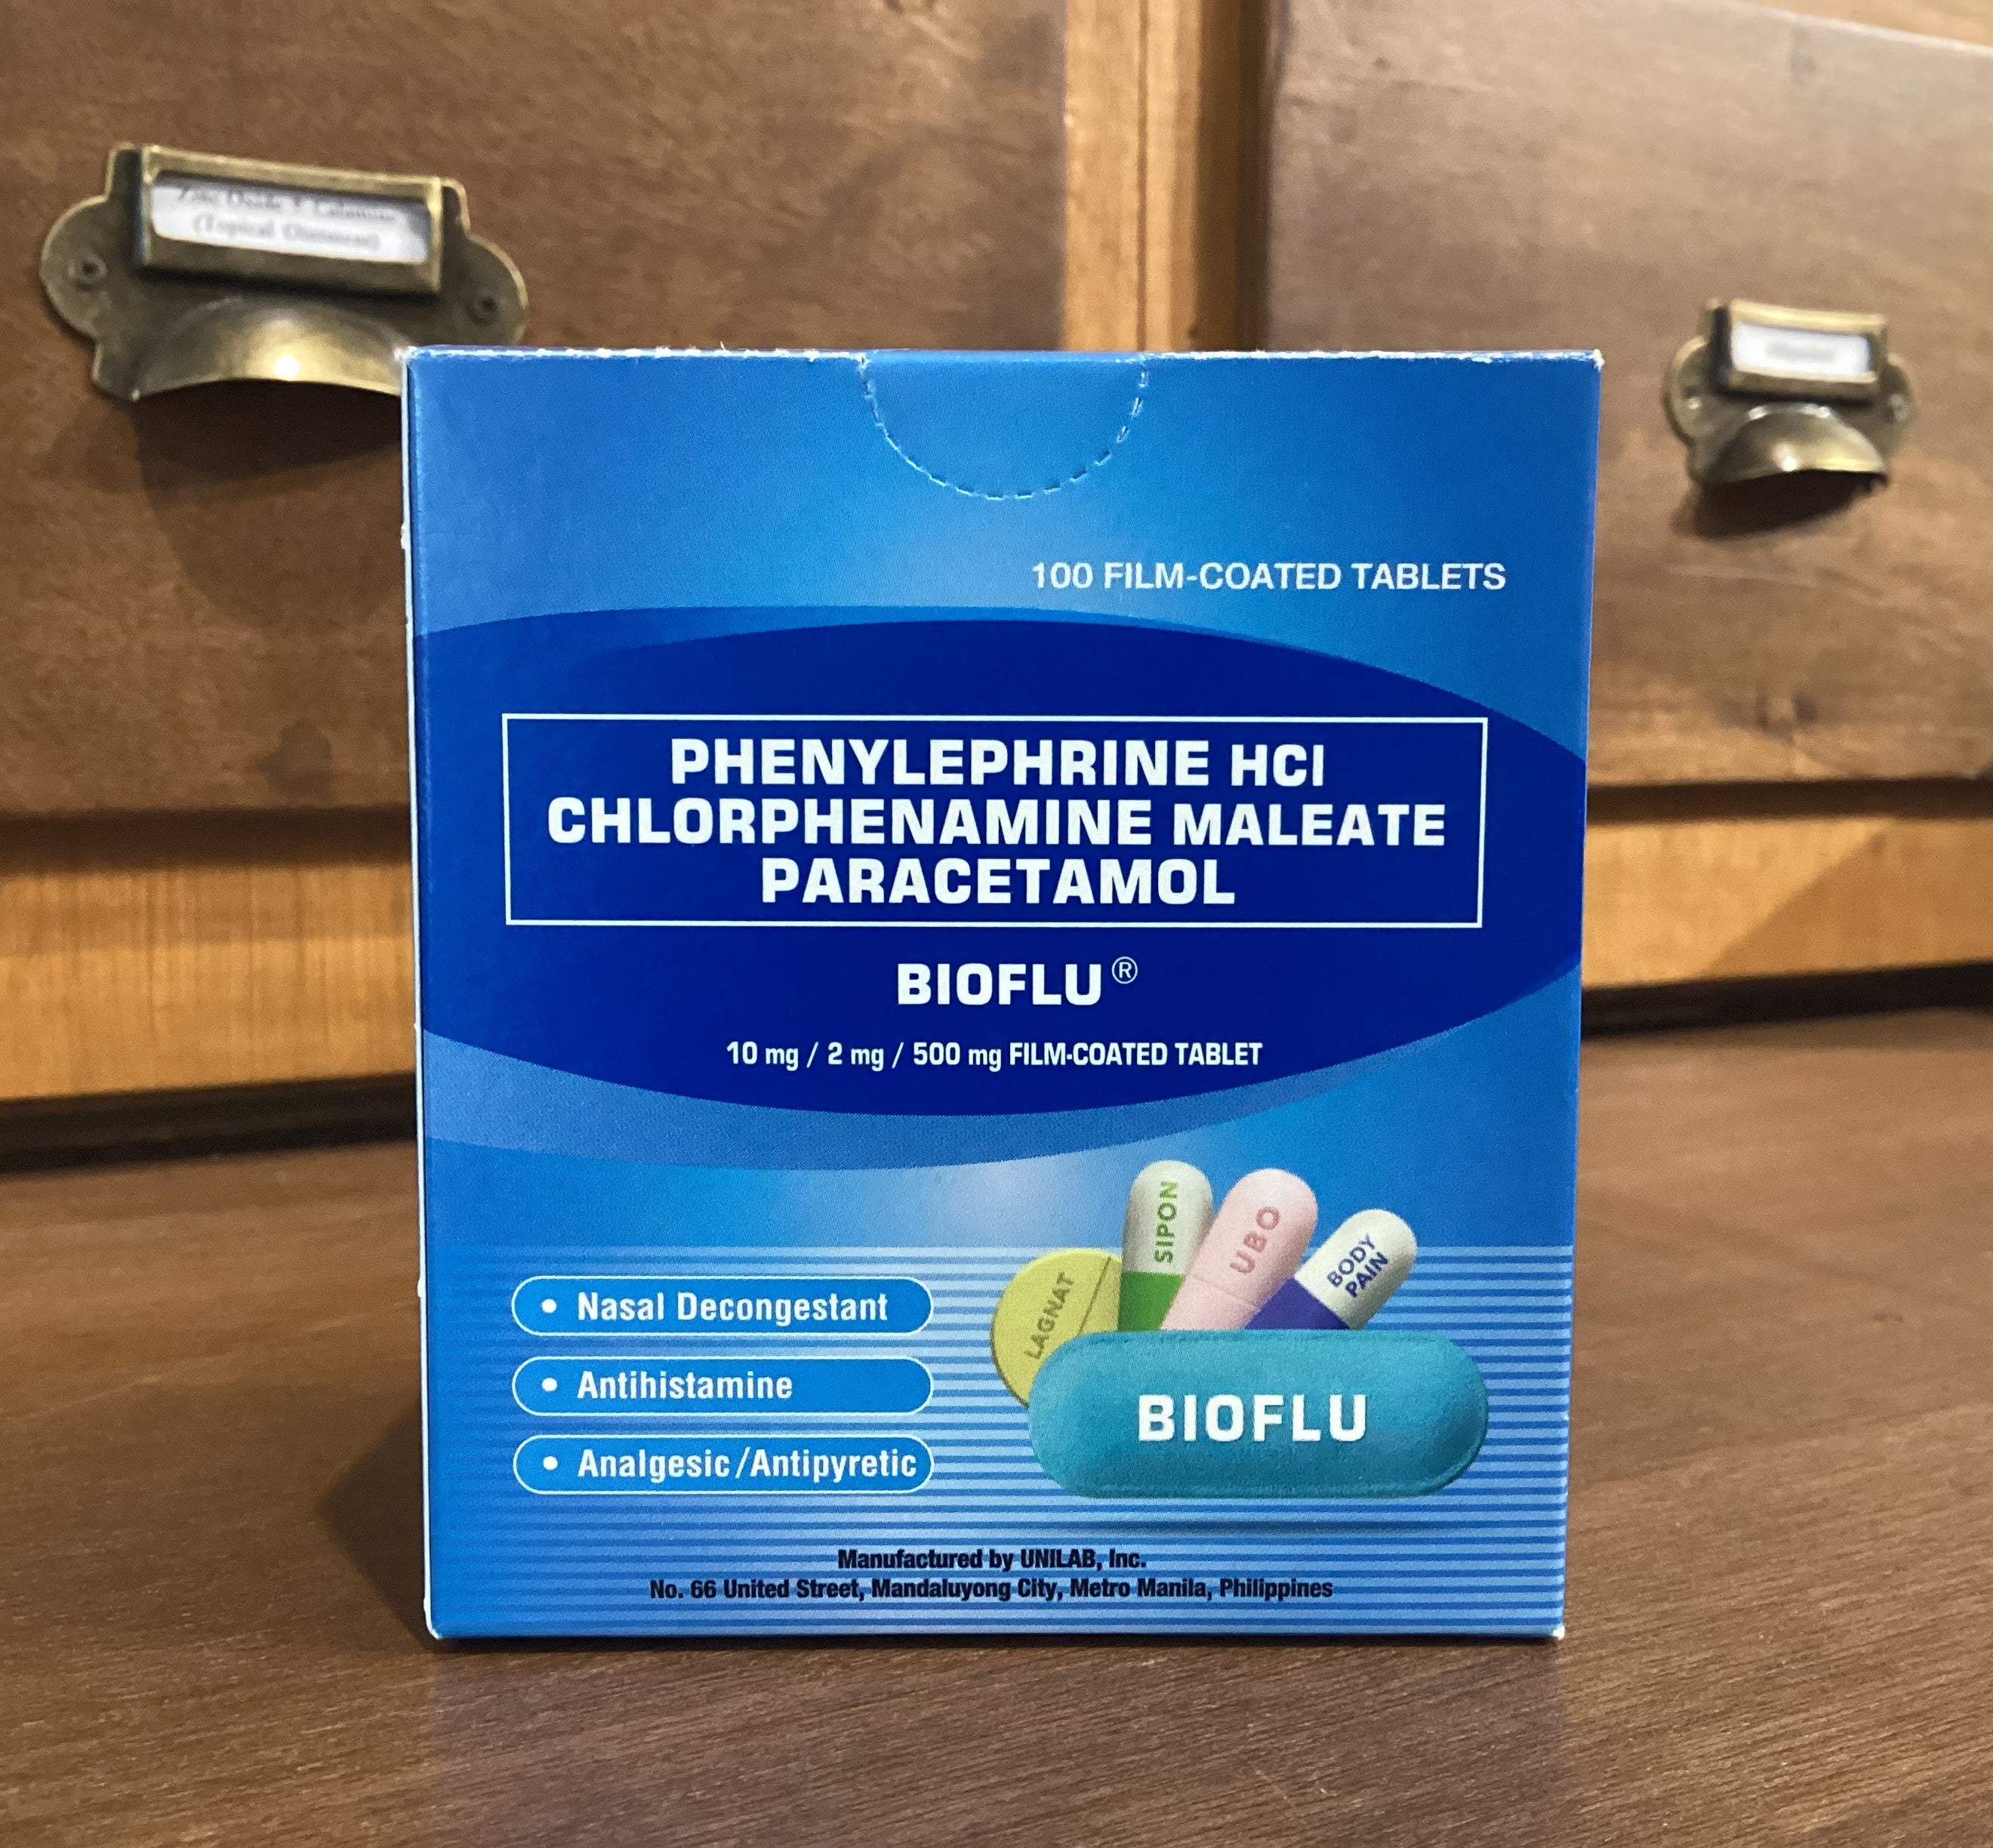 (Topical Ointment)
100 FILM-COATED TABLETS
PHENYLEPHRINE HCl
CHLORPHENAMINE MALEATE
PARACETAMOL
BIOFLU®
10 mg / 2 mg / 500 mg FILM-COATED TABLET
LAGNAT
SIPON
UBO
BODY
PAIN
BIOFLU
• Nasal Decongestant
• Antihistamine
• Analgesic/Antipyretic
Manufactured by UNILAB, Inc.
No. 66 United Street, Mandaluyong City, Metro Manila, Philippines